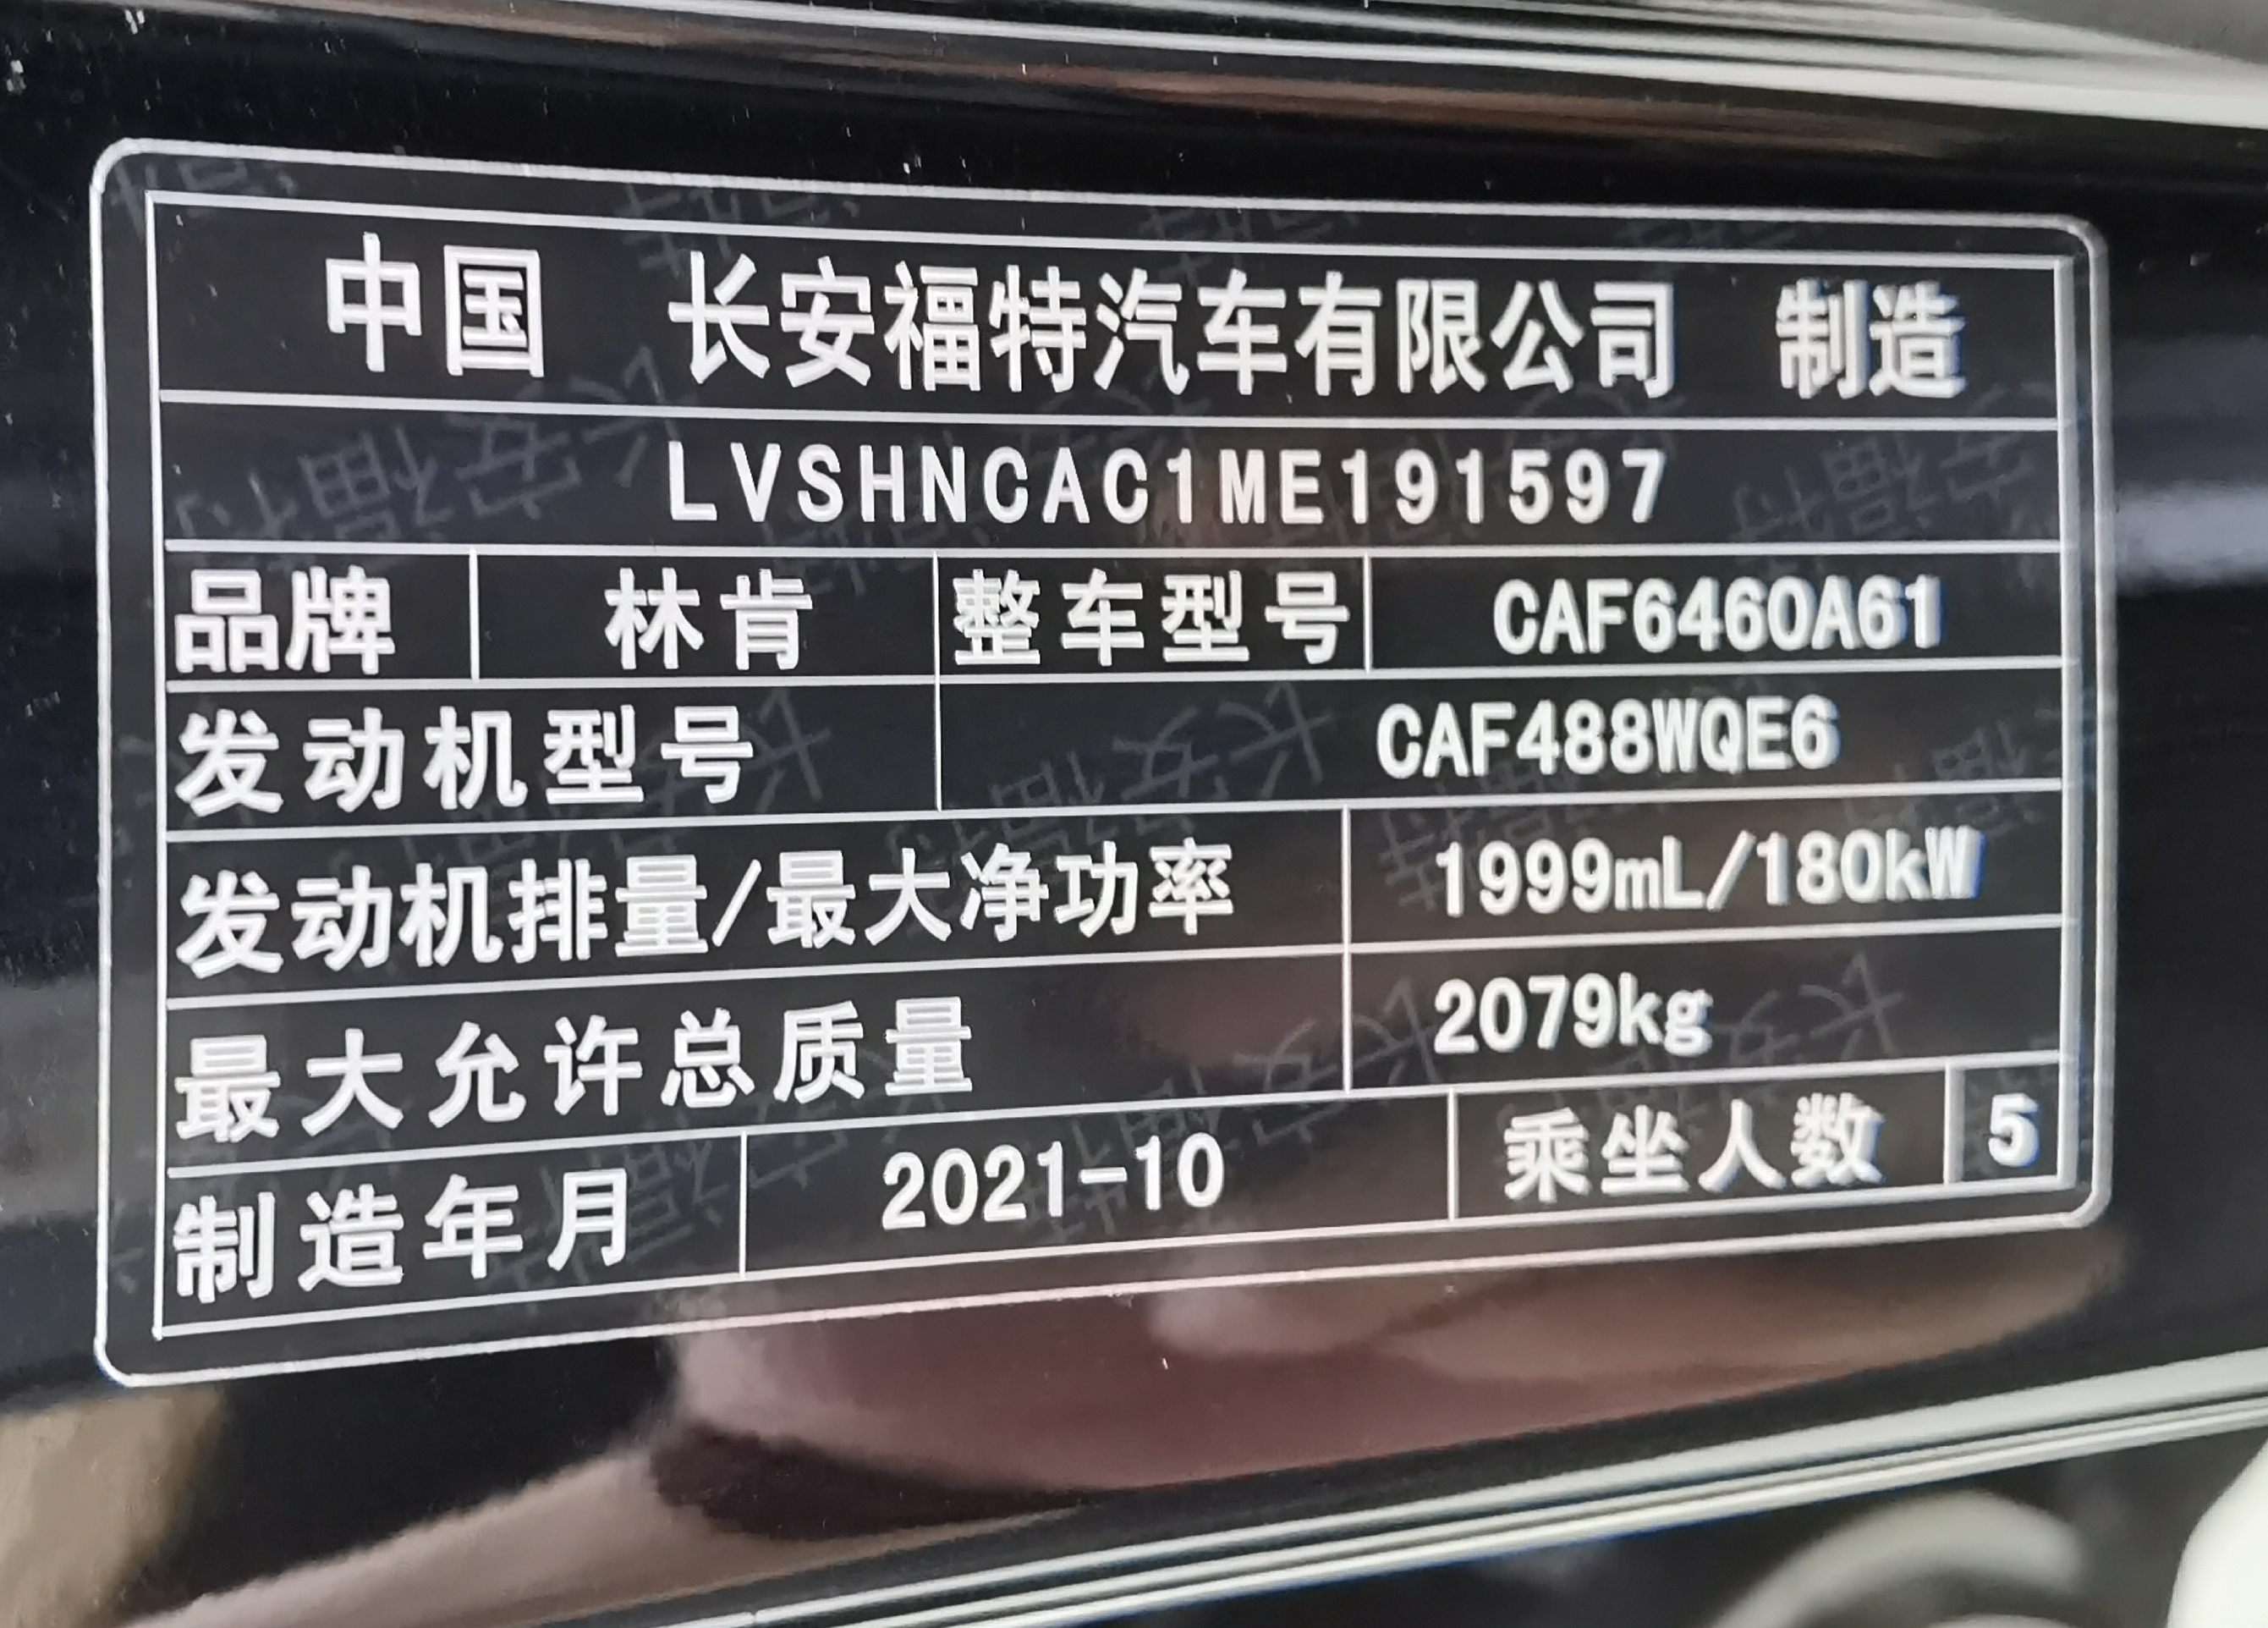 中国 长安福特汽车有限公司 制造
LVSHNCAC1ME191597
品牌 林肯 整车型号 CAF6460A61
发动机型号 CAF488WQE6
发动机排量/最大净功率 1999mL/180kW
最大允许总质量 2079kg
制造年月 2021-10 乘坐人数 5